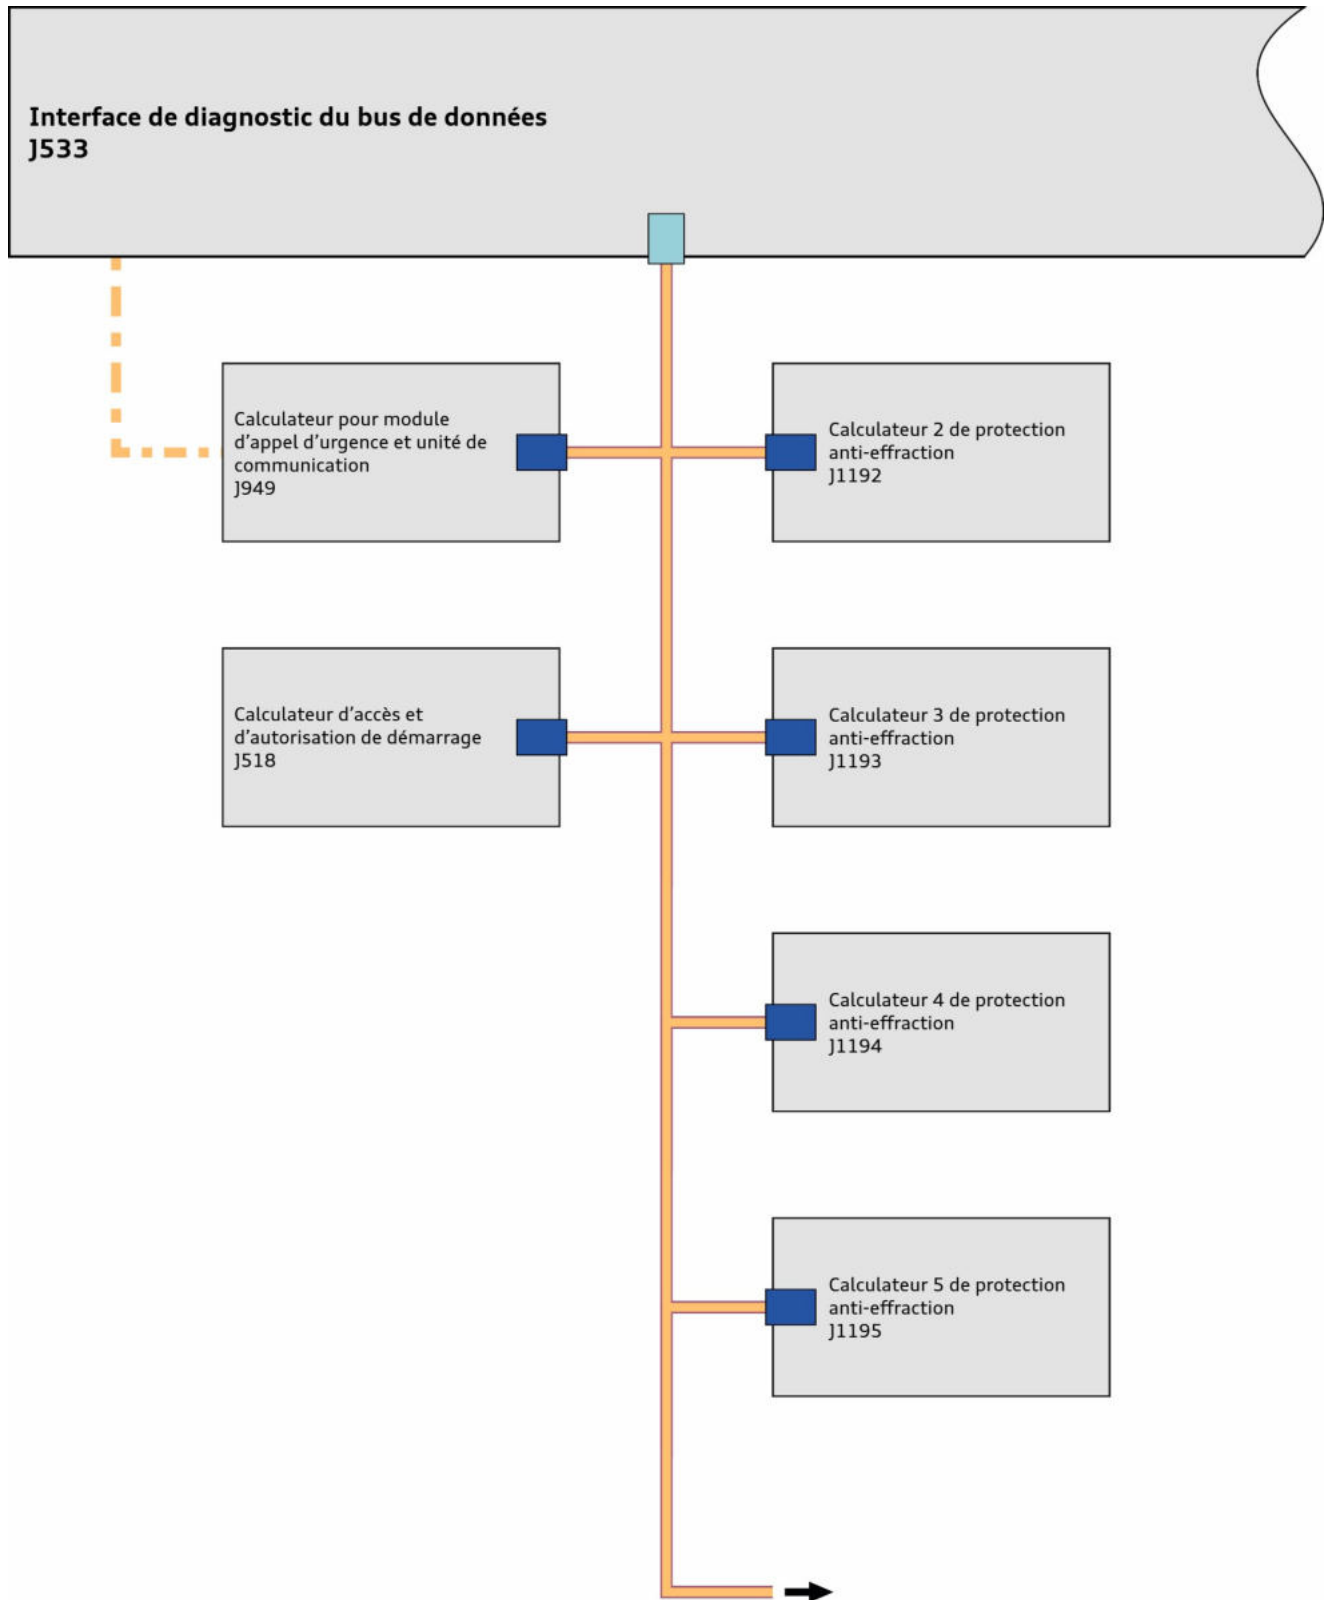 Interface de diagnostic du bus de données
J533
Calculateur pour module
d’appel d’urgence et unité de
communication
J949
Calculateur 2 de protection
anti-effraction
J1192
Calculateur d’accès et
d’autorisation de démarrage
J518
Calculateur 3 de protection
anti-effraction
J1193
Calculateur 4 de protection
anti-effraction
J1194
Calculateur 5 de protection
anti-effraction
J1195